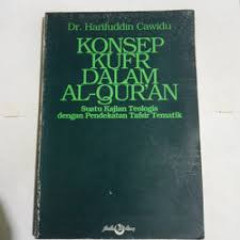 Dr. Harifuddin Cawidu
KONSEP
KUFR
DALAM
AL-QUR'AN
Suatu Kajian Teologis
dengan Pendekatan Tafsir Tematik